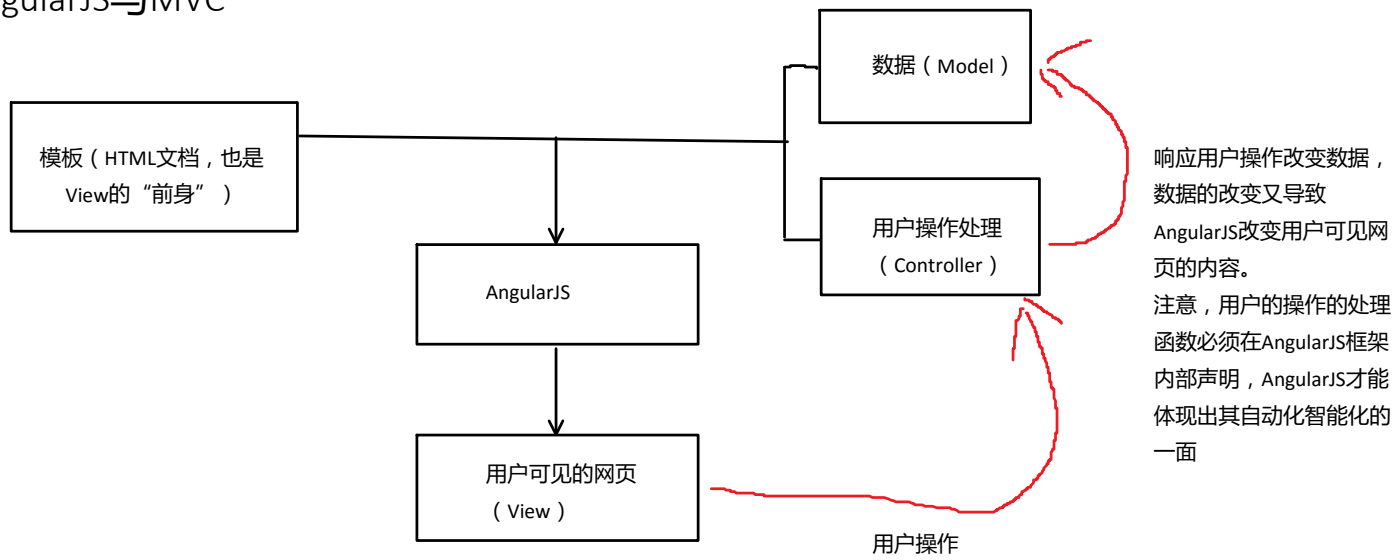 gularJS与MVC
数据（Model）
模板（HTML文档，也是
View的“前身”）
用户操作处理
（Controller）
响应用户操作改变数据，
数据的改变又导致
AngularJS改变用户可见网
页的内容。
注意，用户的操作的处理
函数必须在AngularJS框架
内部声明，AngularJS才能
体现出其自动化智能化的
一面
AngularJS
用户可见的网页
（View）
用户操作